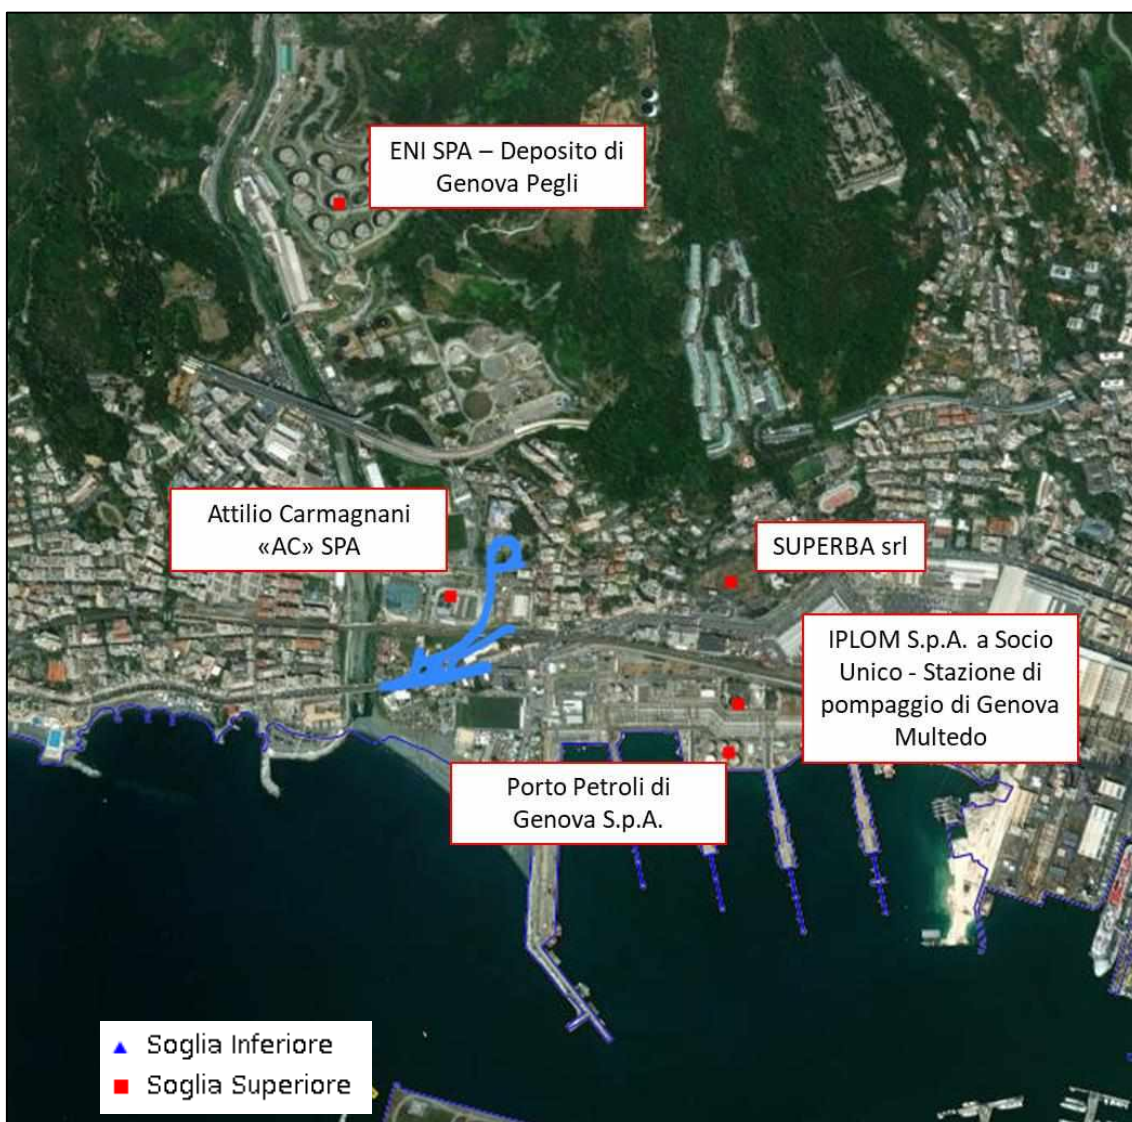 ENI SPA – Deposito di
Genova Pegli
Attilio Carmagnani
«AC» SPA
SUPERBA srl
IPLOM S.p.A. a Socio
Unico - Stazione di
pompaggio di Genova
Multedo
Porto Petroli di
Genova S.p.A.
Soglia Inferiore
Soglia Superiore